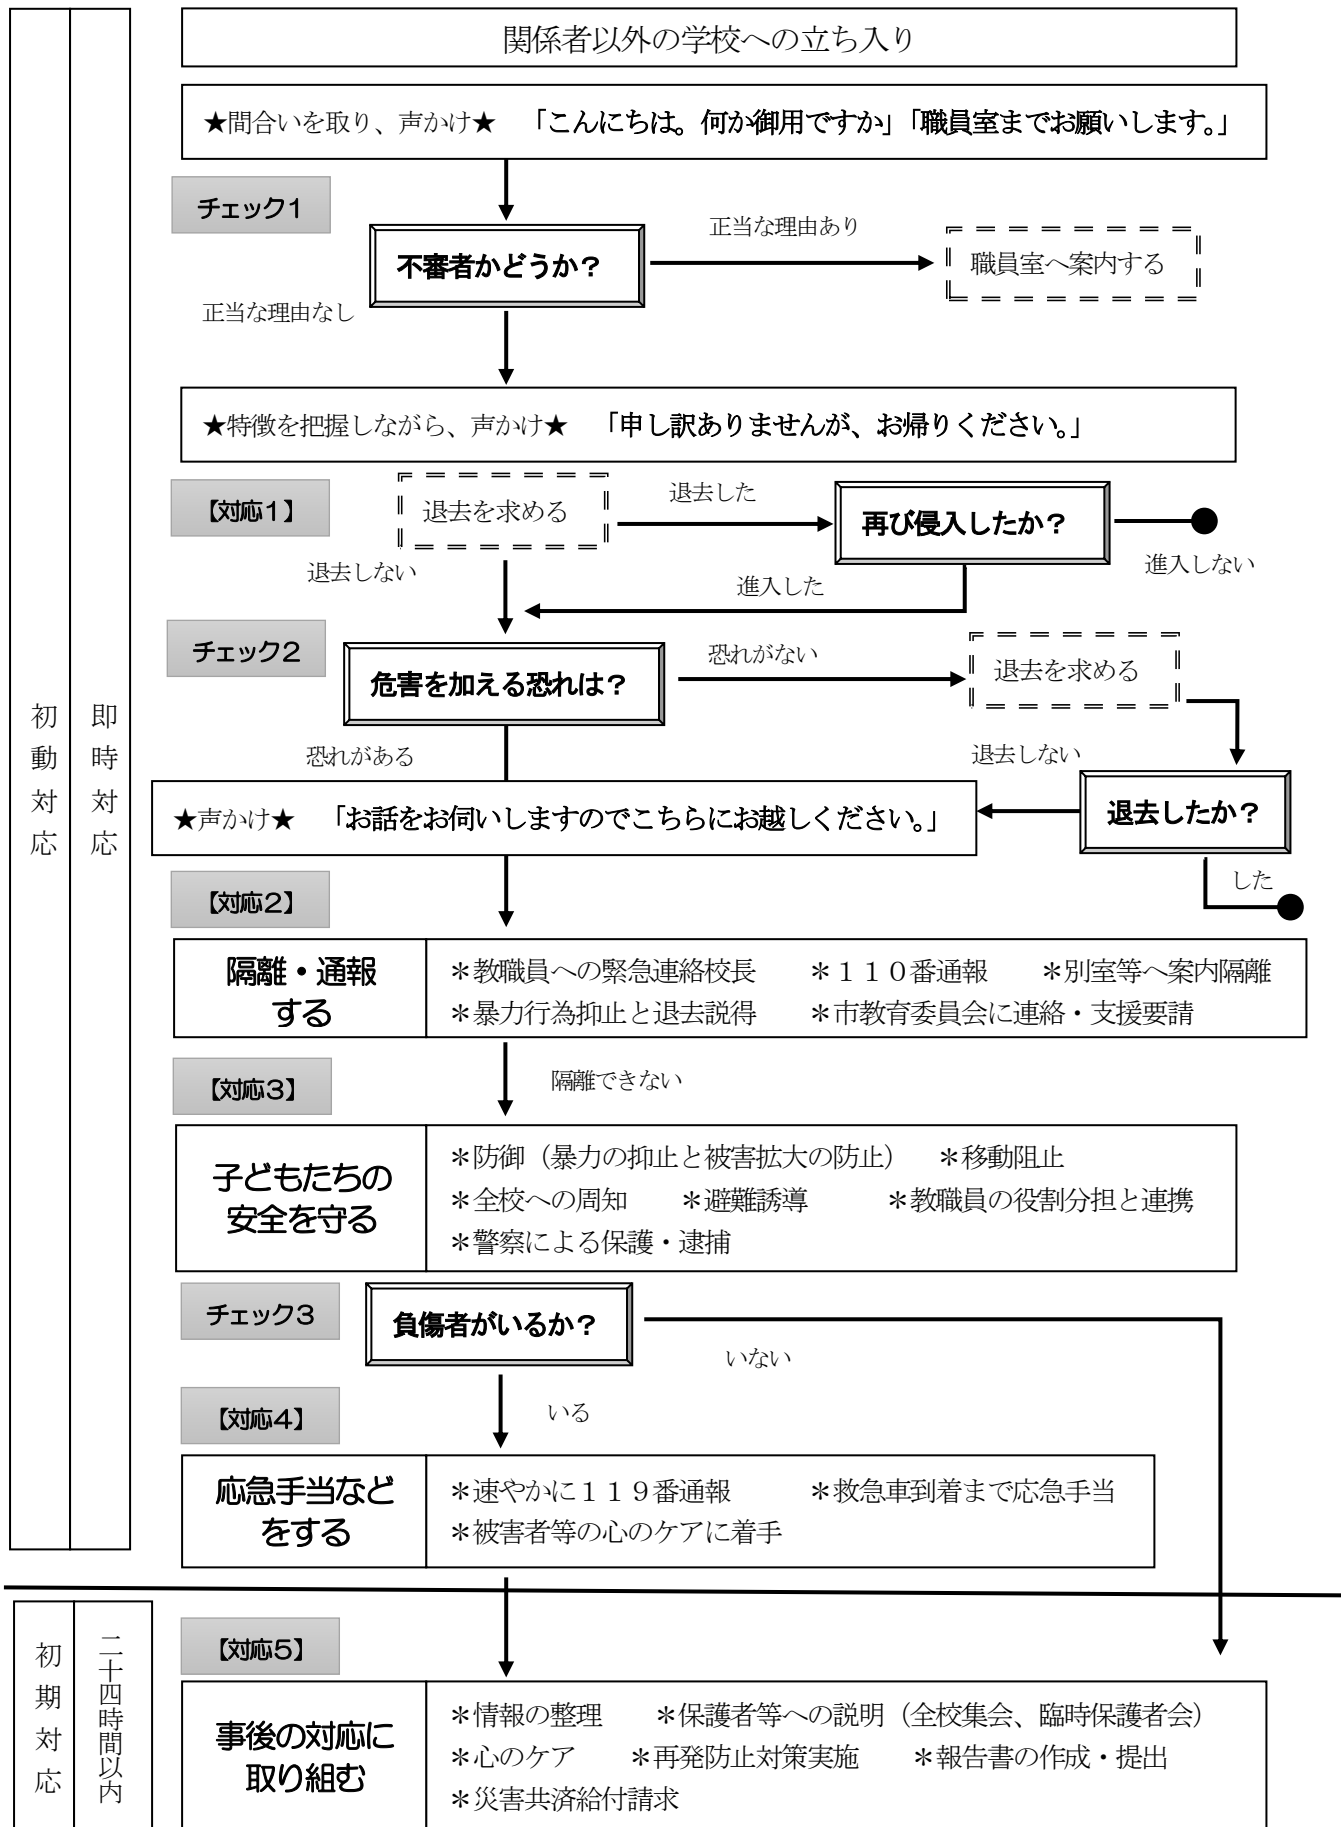 関係者以外の学校への立ち入り
★間合いを取り、声かけ★　「こんにちは。何か御用ですか」「職員室までお願いします。」
チェック1
不審者かどうか？
正当な理由あり
職員室へ案内する
正当な理由なし
★特徴を把握しながら、声かけ★　「申し訳ありませんが、お帰りください。」
【対応1】
退去を求める
退去した
再び侵入したか？
進入しない
退去しない
進入した
チェック2
危害を加える恐れは？
恐れがない
退去を求める
恐れがある
退去しない
退去したか？
★声かけ★　「お話をお伺いしますのでこちらにお越しください。」
した
初動対応
即時対応
【対応2】
隔離・通報
する
＊教職員への緊急連絡校長　＊１１０番通報　＊別室等へ案内隔離
＊暴力行為抑止と退去説得　＊市教育委員会に連絡・支援要請
【対応3】
隔離できない
子どもたちの
安全を守る
＊防御（暴力の抑止と被害拡大の防止）　＊移動阻止
＊全校への周知　＊避難誘導　＊教職員の役割分担と連携
＊警察による保護・逮捕
チェック3
負傷者がいるか？
いない
【対応4】
いる
応急手当など
をする
＊速やかに１１９番通報　＊救急車到着まで応急手当
＊被害者等の心のケアに着手
初期対応
二十四時間以内
【対応5】
事後の対応に
取り組む
＊情報の整理　＊保護者等への説明（全校集会、臨時保護者会）
＊心のケア　＊再発防止対策実施　＊報告書の作成・提出
＊災害共済給付請求